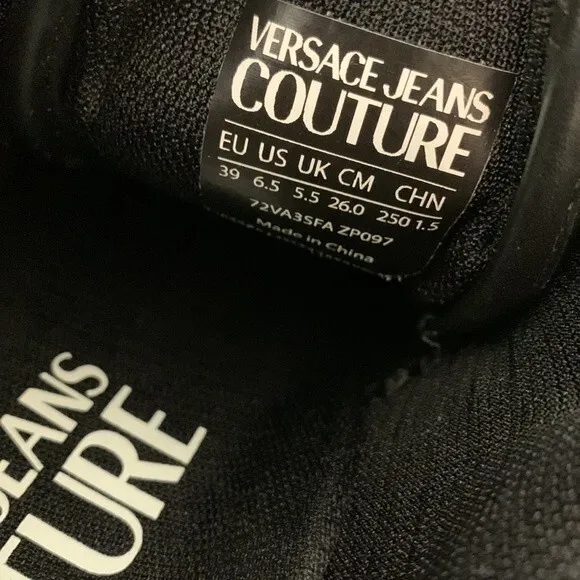 VERSACE JEANS
COUTURE
EU US UK CM CHN
39 6.5 5.5 26.0 250 1.5
72VA3SFA ZP097
Made in China
JEANS
TURE